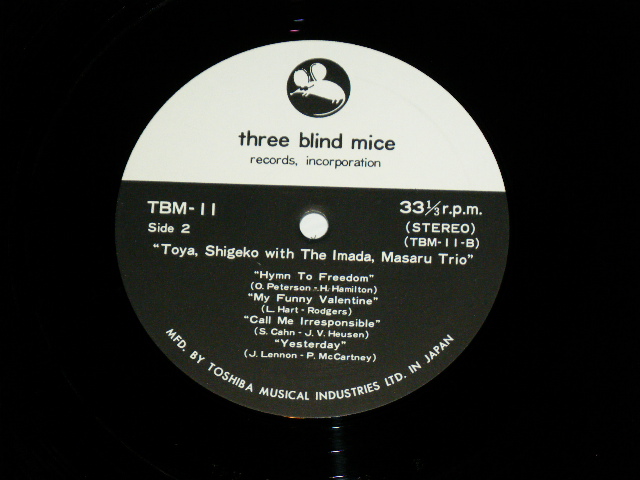 three blind mice
records, incorporation
TBM-11 33 1/3 r.p.m.
Side 2 (STEREO)
(TBM-11-B)
"Toya, Shigeko with The Imada, Masaru Trio"
"Hymn To Freedom"
(O. Peterson - H. Hamilton)
"My Funny Valentine"
(L. Hart - Rodgers)
"Call Me Irresponsible"
(S. Cahn - J. V. Heusen)
"Yesterday"
(J. Lennon - P. McCartney)
MFD. BY TOSHIBA MUSICAL INDUSTRIES LTD. IN JAPAN